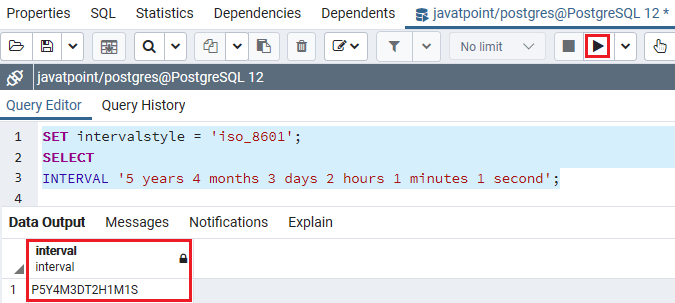 Properties SQL Statistics Dependencies Dependents javatpoint/postgres@PostgreSQL 12 *
No limit
javatpoint/postgres@PostgreSQL 12
Query Editor Query History
1 SET intervalstyle = 'iso_8601';
2 SELECT
3 INTERVAL '5 years 4 months 3 days 2 hours 1 minutes 1 second';
4
Data Output Messages Notifications Explain
interval
interval
1 P5Y4M3DT2H1M1S